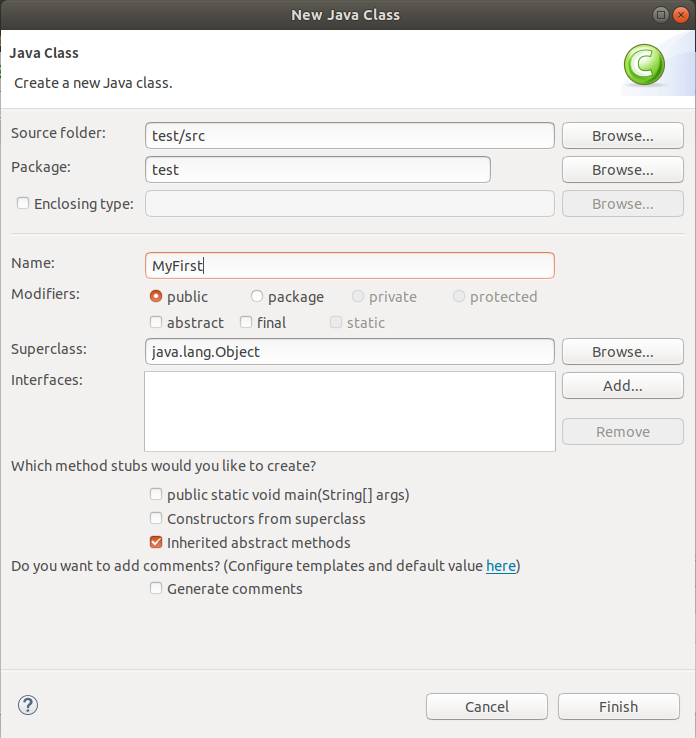 New Java Class
Java Class
Create a new Java class.
Source folder: test/src Browse...
Package: test Browse...
Enclosing type: Browse...
Name: MyFirst
Modifiers: public package private protected
abstract final static
Superclass: java.lang.Object Browse...
Interfaces: Add...
Remove
Which method stubs would you like to create?
public static void main(String[] args)
Constructors from superclass
Inherited abstract methods
Do you want to add comments? (Configure templates and default value here)
Generate comments
? Cancel Finish